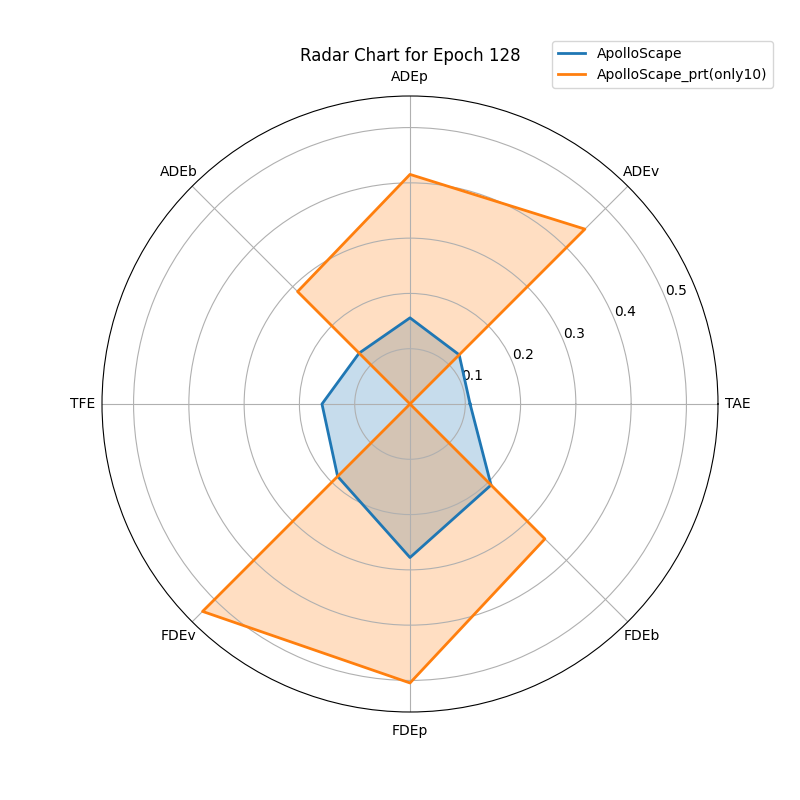 Radar Chart for Epoch 128
ApolloScape
ApolloScape_prt(only10)
ADEp
ADEb
ADEv
0.5
0.4
0.3
0.2
0.1
TFE
TAE
FDEv
FDEb
FDEp